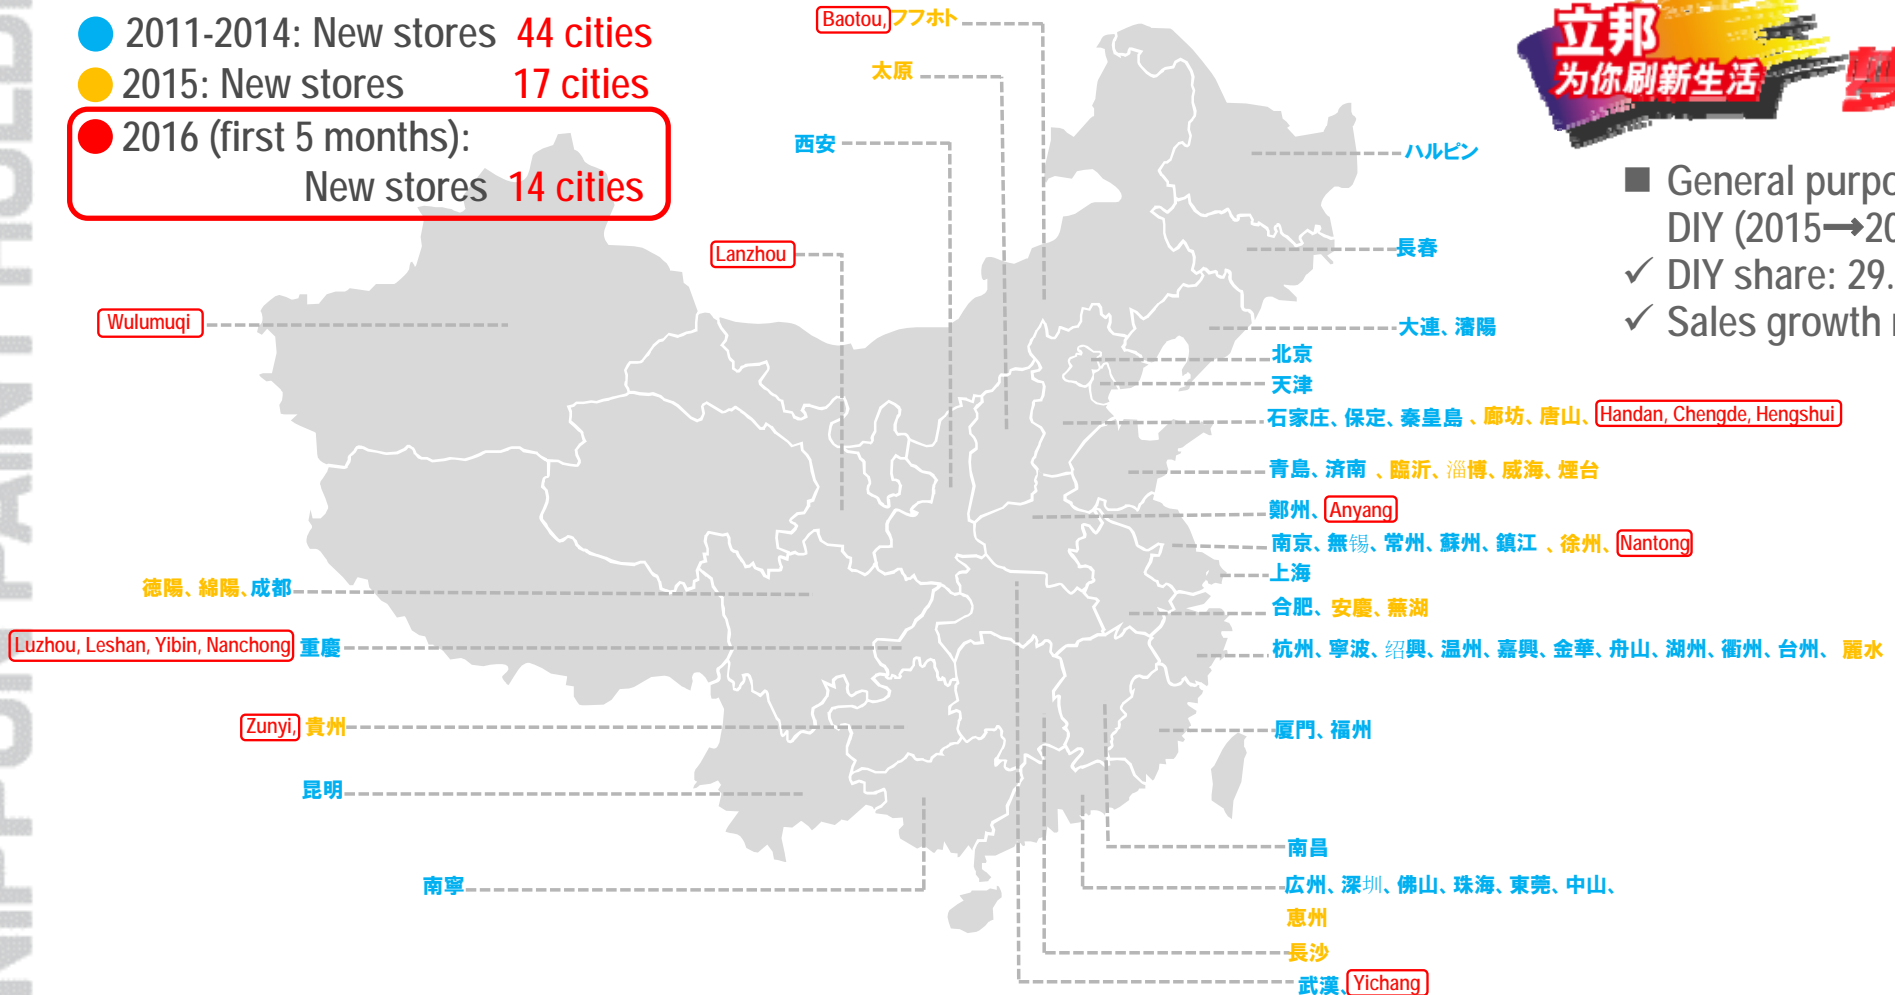 2011-2014: New stores 44 cities
2015: New stores 17 cities
2016 (first 5 months):
New stores 14 cities
Baotou,フフホト
太原
西安
Lanzhou
Wulumuqi
徳陽、綿陽、成都
Luzhou, Leshan, Yibin, Nanchong 重慶
Zunyi, 貴州
昆明
南寧
ハルピン
長春
大連、瀋陽
北京
天津
石家庄、保定、秦皇島、廊坊、唐山、Handan, Chengde, Hengshui
青島、済南、臨沂、淄博、威海、煙台
鄭州、Anyang
南京、無锡、常州、蘇州、鎮江、徐州、Nantong
上海
合肥、安慶、蕪湖
杭州、寧波、绍興、温州、嘉興、金華、舟山、湖州、衢州、台州、麗水
厦門、福州
南昌
広州、深圳、佛山、珠海、東莞、中山、
恵州
長沙
武漢、Yichang
立邦
为你刷新生活
General purpo
DIY (2015→20
DIY share: 29.
Sales growth
NIPPON PAINT HOLD